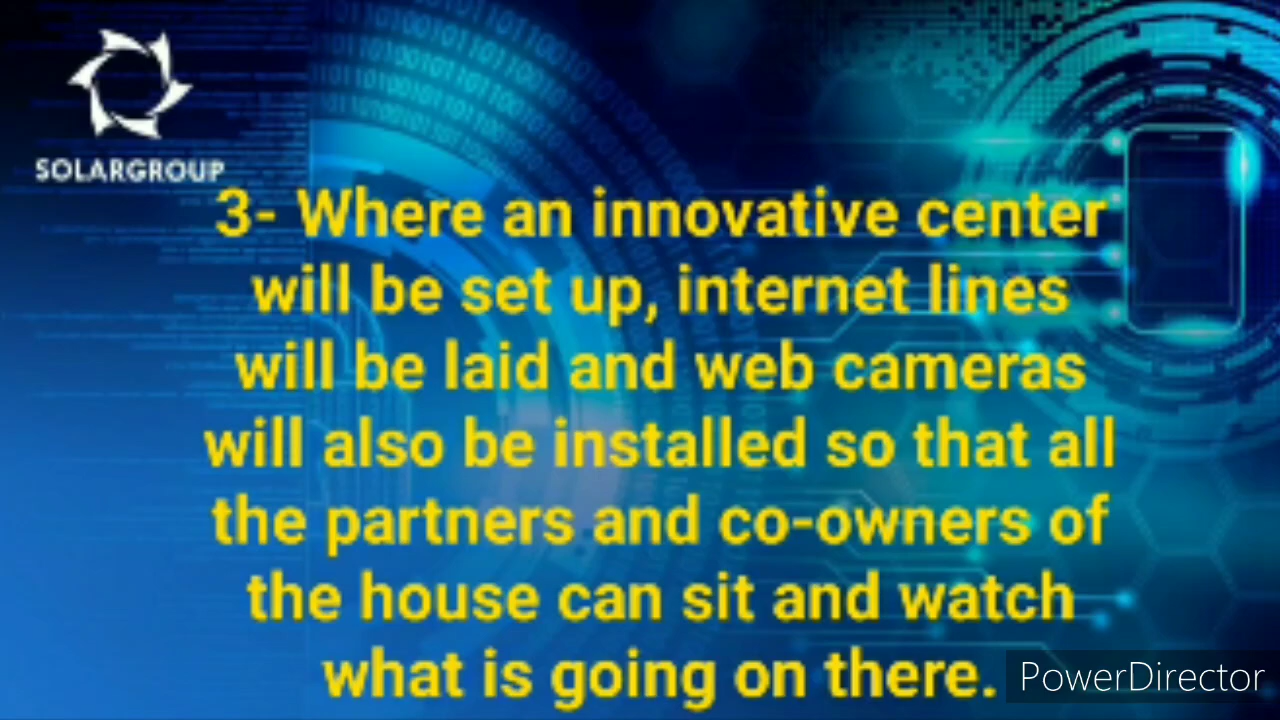 SOLARGROUP
3- Where an innovative center
will be set up, internet lines
will be laid and web cameras
will also be installed so that all
the partners and co-owners of
the house can sit and watch
what is going on there.
PowerDirector